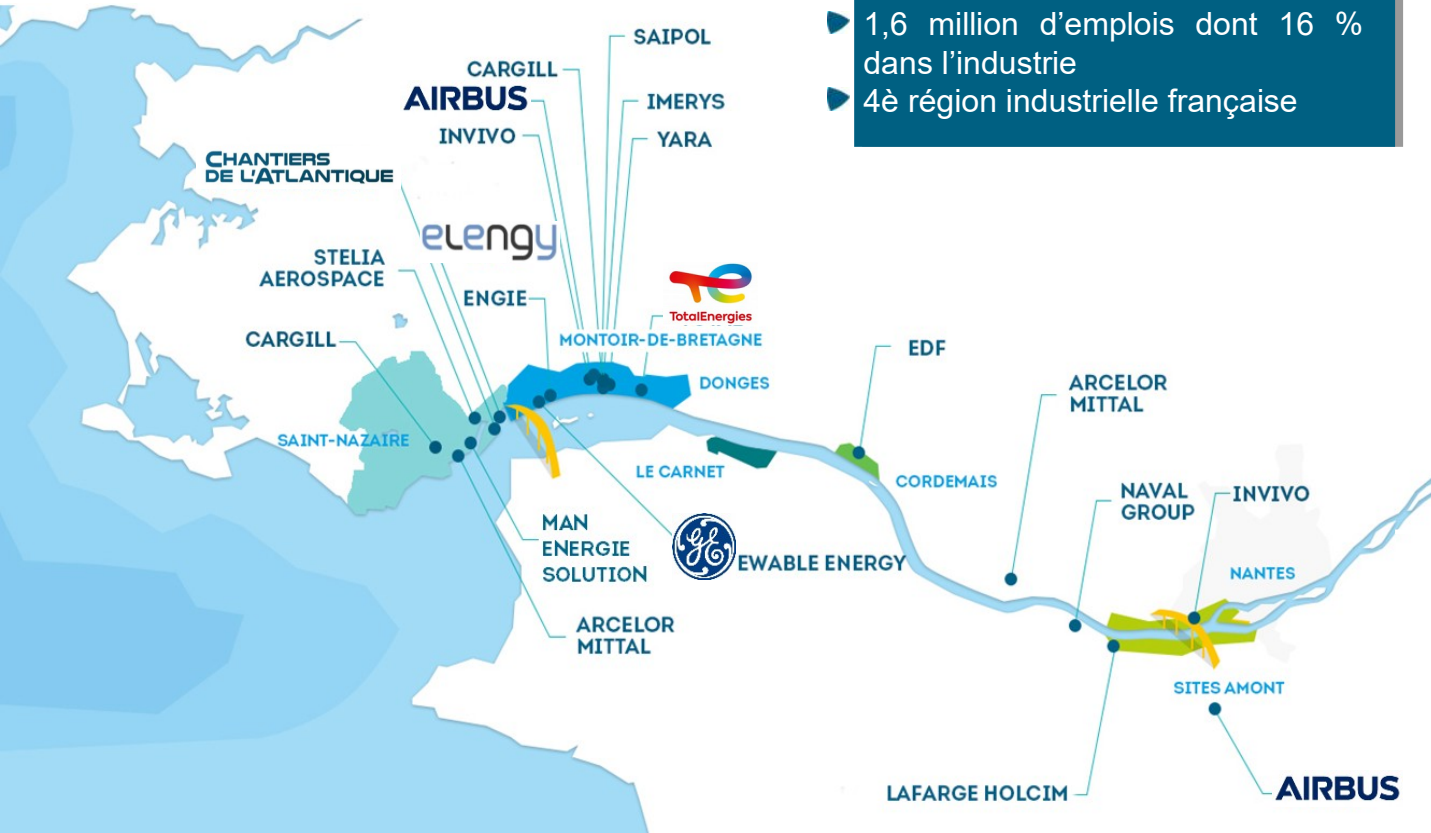 1,6 million d’emplois dont 16 %
dans l’industrie
4è région industrielle française
SAIPOL
CARGILL
AIRBUS
IMERYS
INVIVO
YARA
CHANTIERS
DE L'ATLANTIQUE
elengy
STELIA
AEROSPACE
ENGIE
TotalEnergies
CARGILL
MONTOIR-DE-BRETAGNE
EDF
DONGES
ARCELOR
MITTAL
SAINT-NAZAIRE
LE CARNET
CORDEMAIS
NAVAL
GROUP
INVIVO
MAN
ENERGIE
SOLUTION
GE
EWABLE ENERGY
NANTES
ARCELOR
MITTAL
SITES AMONT
LAFARGE HOLCIM
AIRBUS